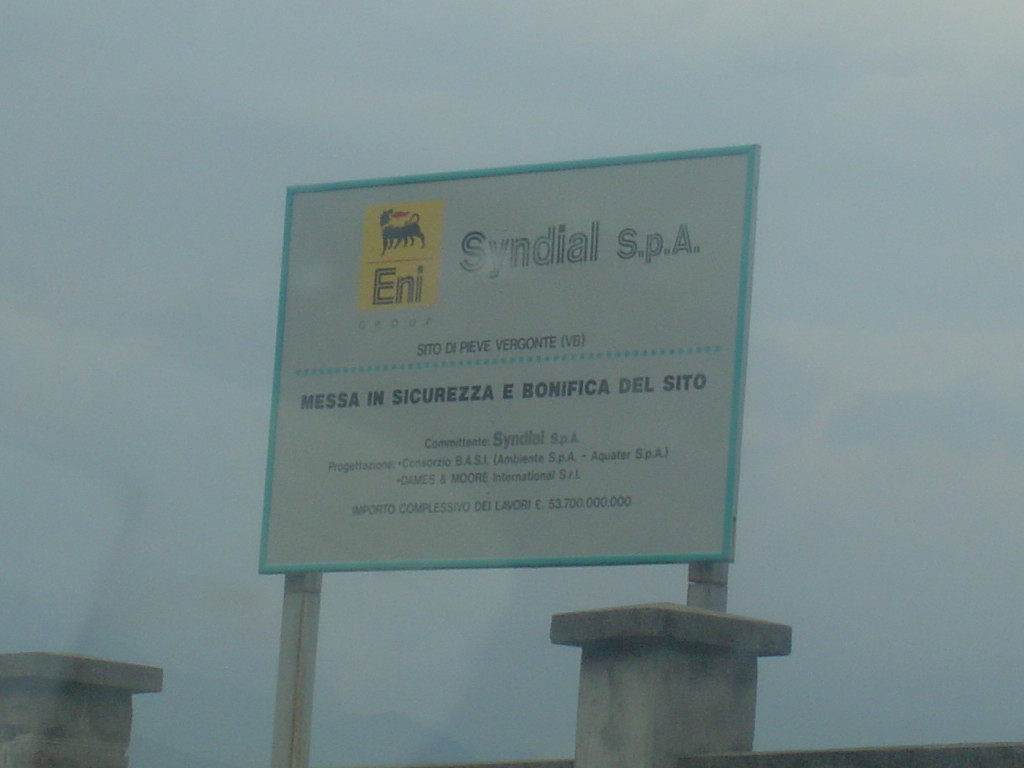 Eni
GROUP
Syndial S.p.A.
SITO DI PIEVE VERGONTE (VB)
MESSA IN SICUREZZA E BONIFICA DEL SITO
Committente: Syndial S.p.A.
Progettazione: •Consorzio B.A.S.I. (Ambiente S.p.A. - Aquater S.p.A.)
•DAMES & MOORE International S.r.l.
IMPORTO COMPLESSIVO DEI LAVORI £. 53.700.000.000